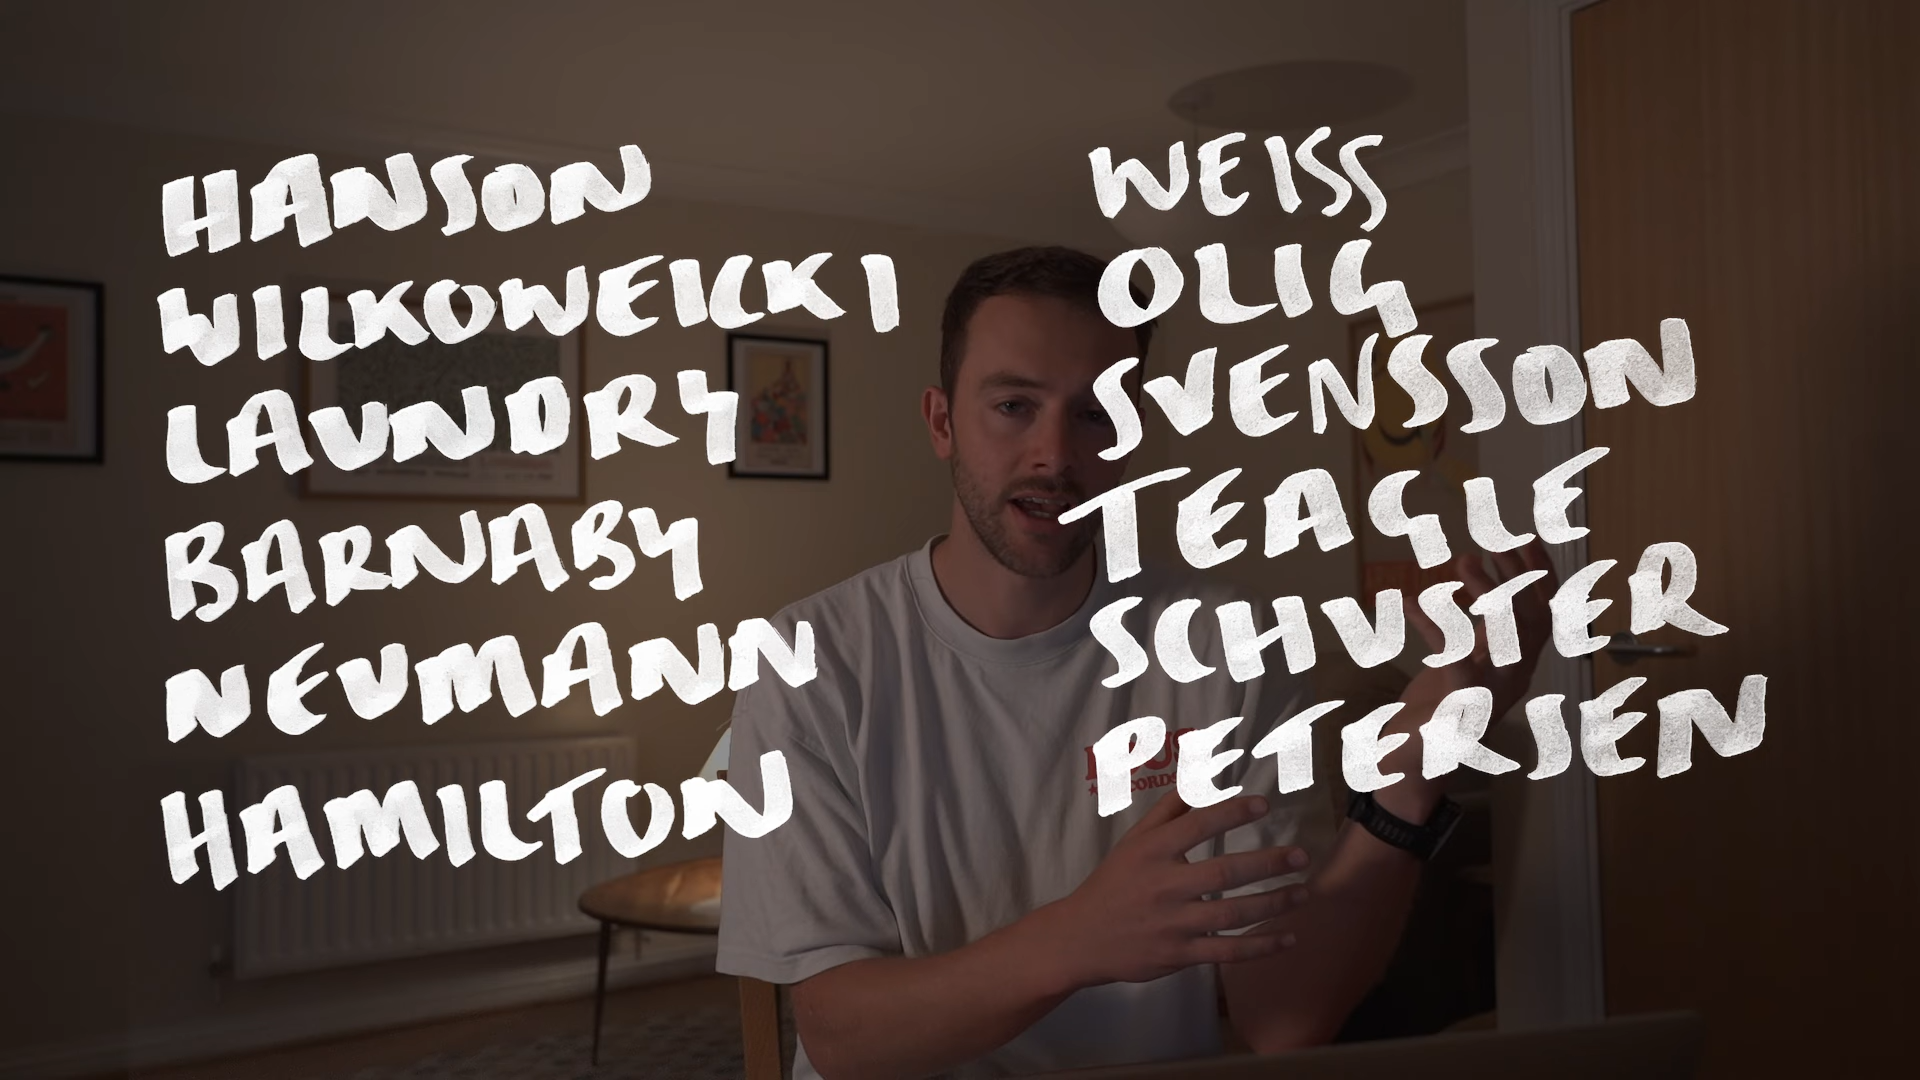 HANSON
WILKOWEICKI
LAUNDRY
BARNABY
NEUMANN
HAMILTON
WEISS
OLIG
SVENSSON
TEAGLE
SCHUSTER
PETERSEN